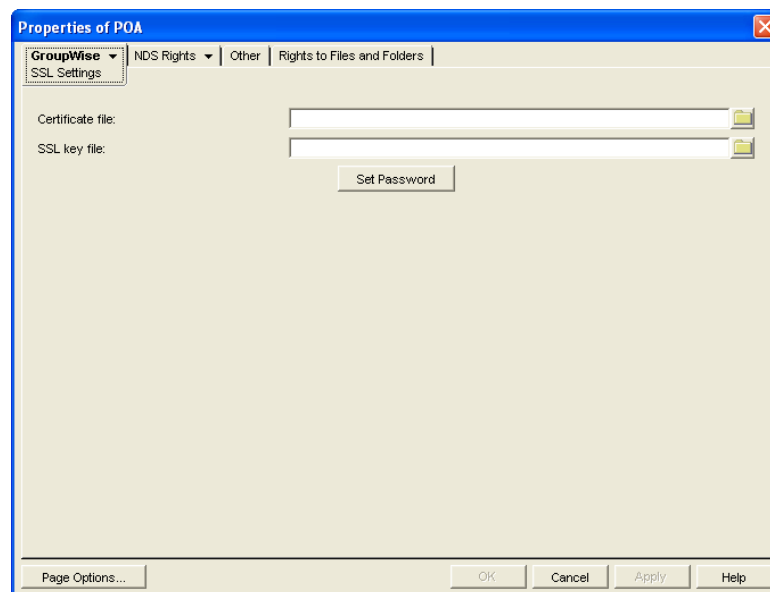 Properties of POA
GroupWise NDS Rights Other Rights to Files and Folders
SSL Settings
Certificate file:
SSL key file:
Set Password
Page Options... OK Cancel Apply Help